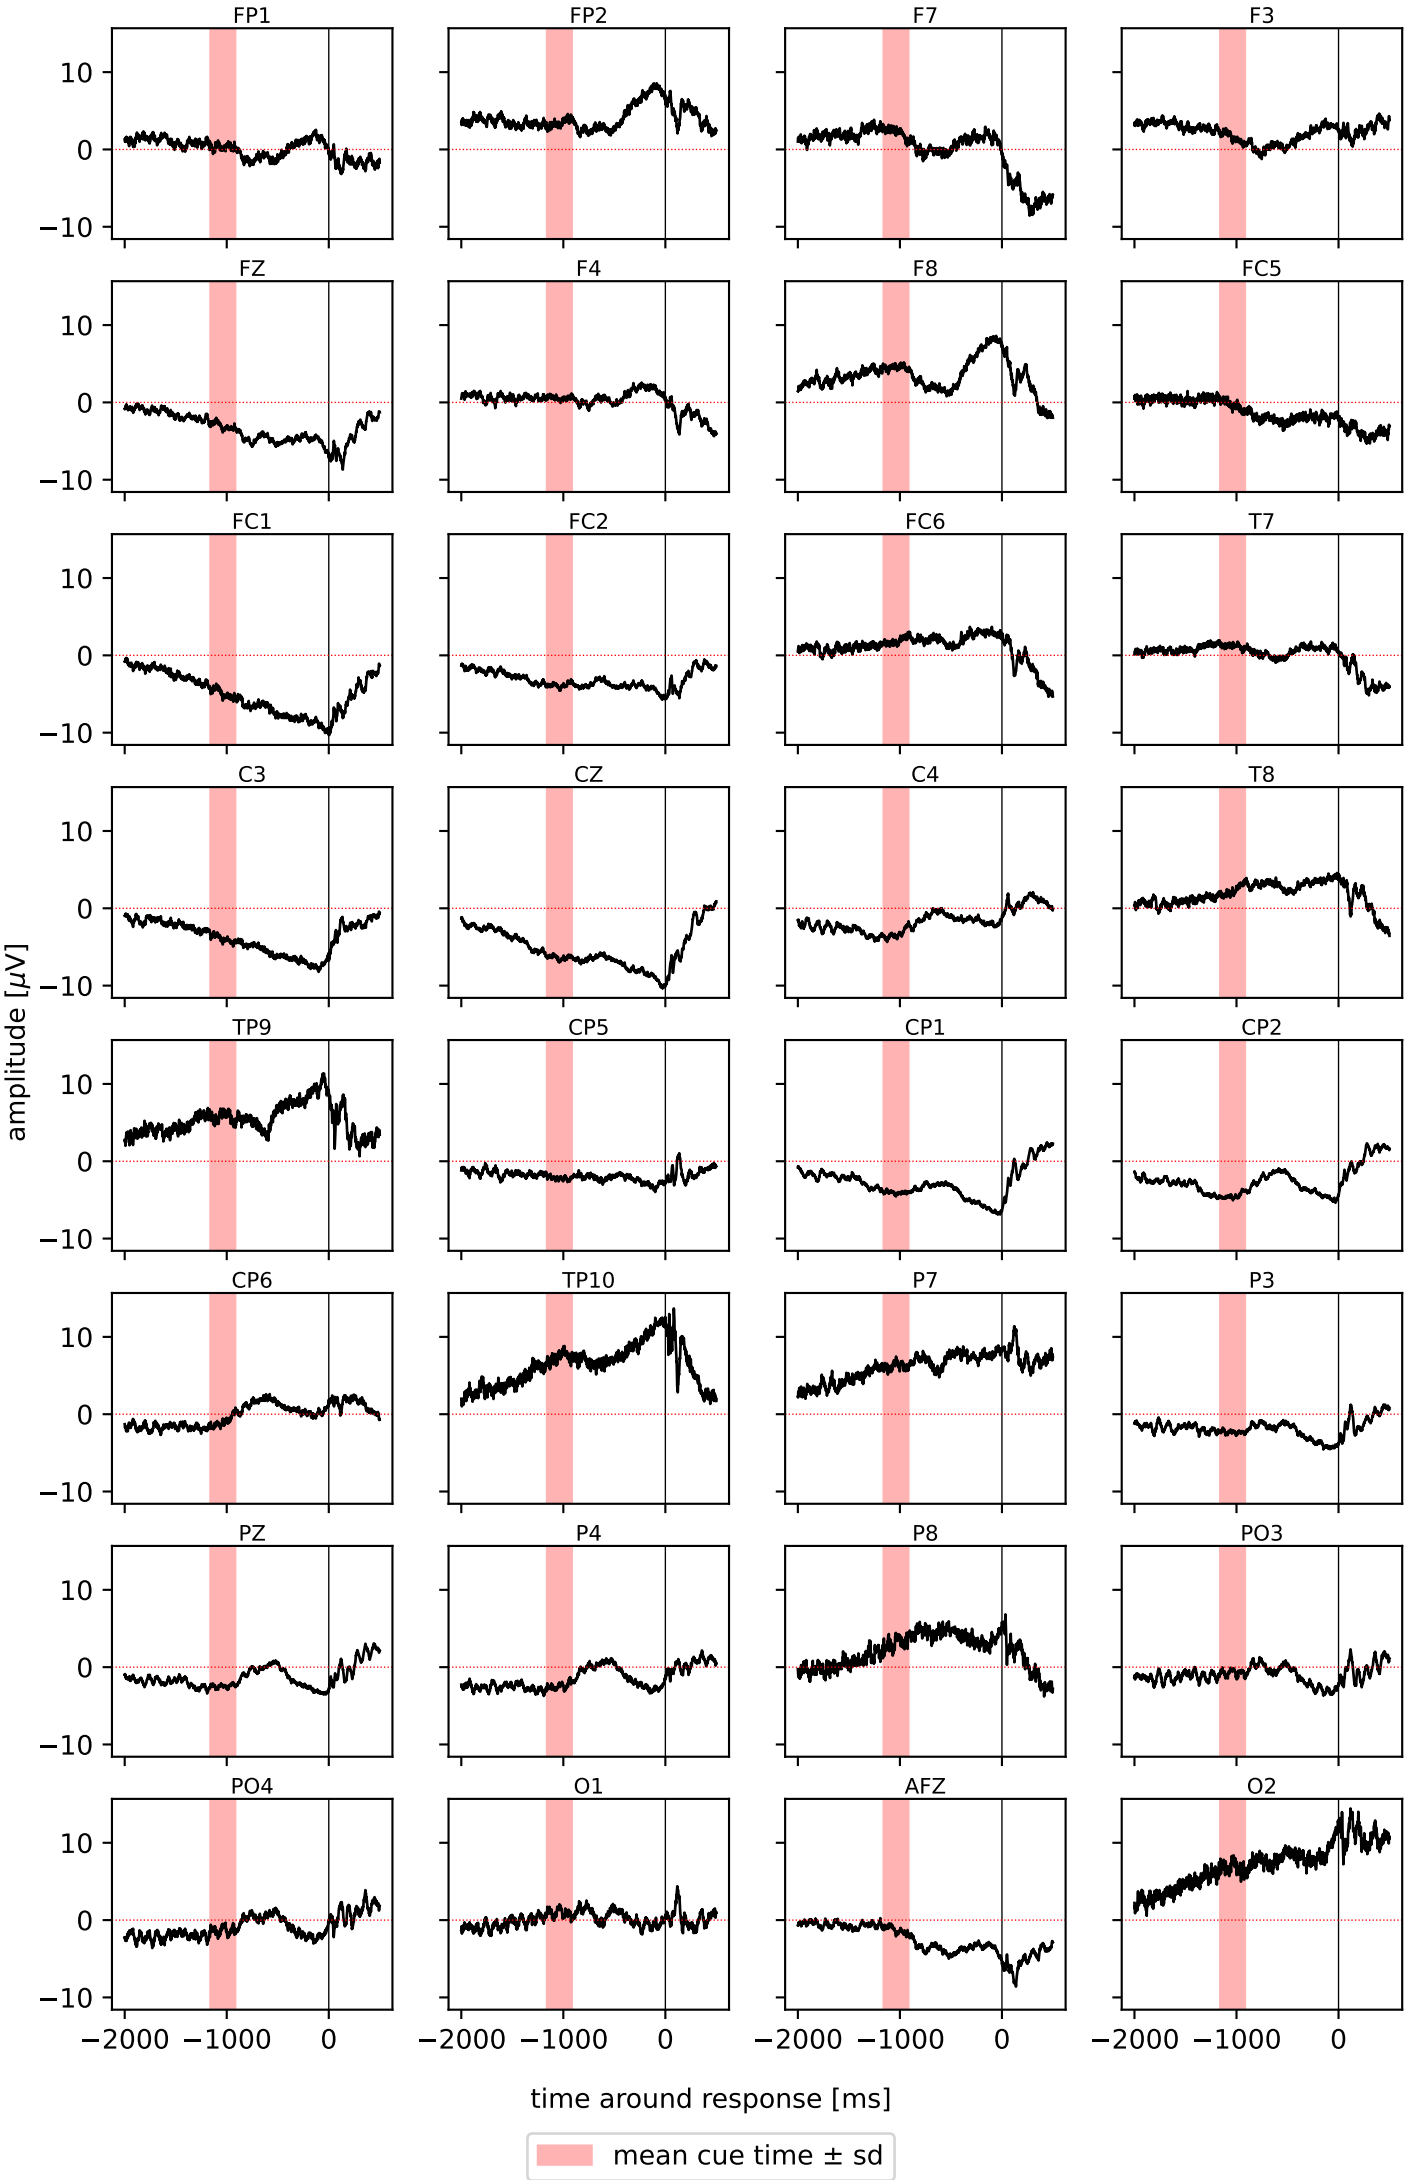 FP1 FP2 F7 F3
10
0
−10
FZ F4 F8 FC5
10
0
−10
FC1 FC2 FC6 T7
10
0
−10
C3 CZ C4 T8
10
0
−10
amplitude [μV]
TP9 CP5 CP1 CP2
10
0
−10
CP6 TP10 P7 P3
10
0
−10
PZ P4 P8 PO3
10
0
−10
PO4 O1 AFZ O2
10
0
−10
−2000 −1000 0 −2000 −1000 0 −2000 −1000 0 −2000 −1000 0
time around response [ms]
mean cue time ± sd